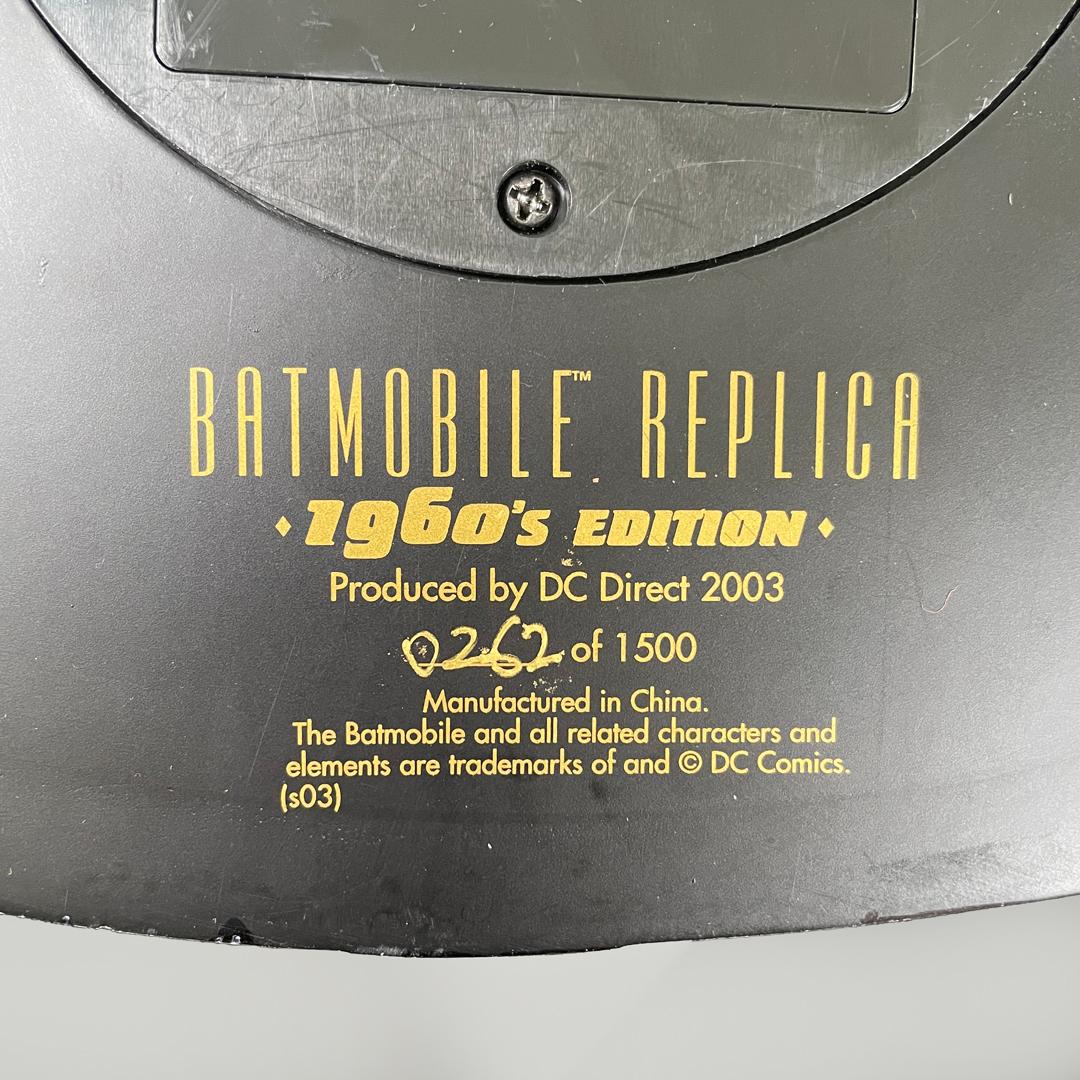 BATMOBILE™ REPLICA
♦ 1960's EDITION ♦
Produced by DC Direct 2003
0262 of 1500
Manufactured in China.
The Batmobile and all related characters and
elements are trademarks of and © DC Comics.
(s03)